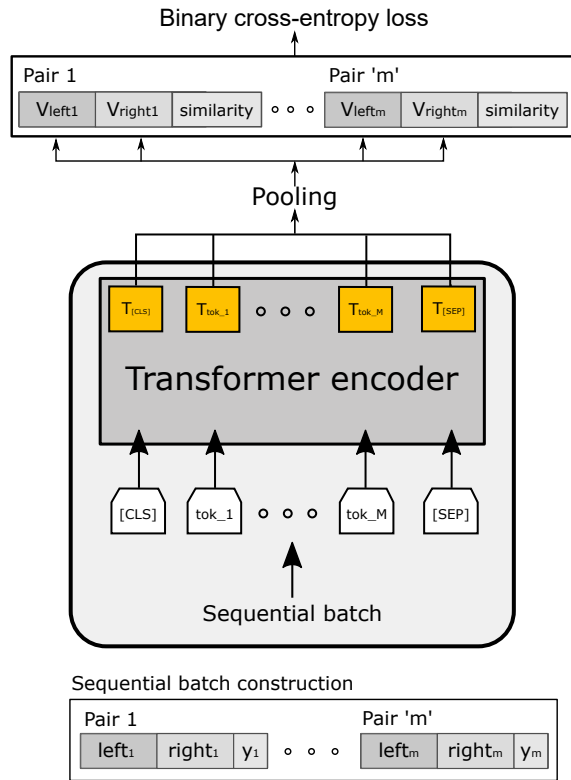 Binary cross-entropy loss
Pair 1 Pair 'm'
Vleft1 Vright1 similarity Vleftm Vrightm similarity
Pooling
T[CLS] Ttok_1 Ttok_M T[SEP]
Transformer encoder
[CLS] tok_1 tok_M [SEP]
Sequential batch
Sequential batch construction
Pair 1 Pair 'm'
left1 right1 y1 leftm rightm ym